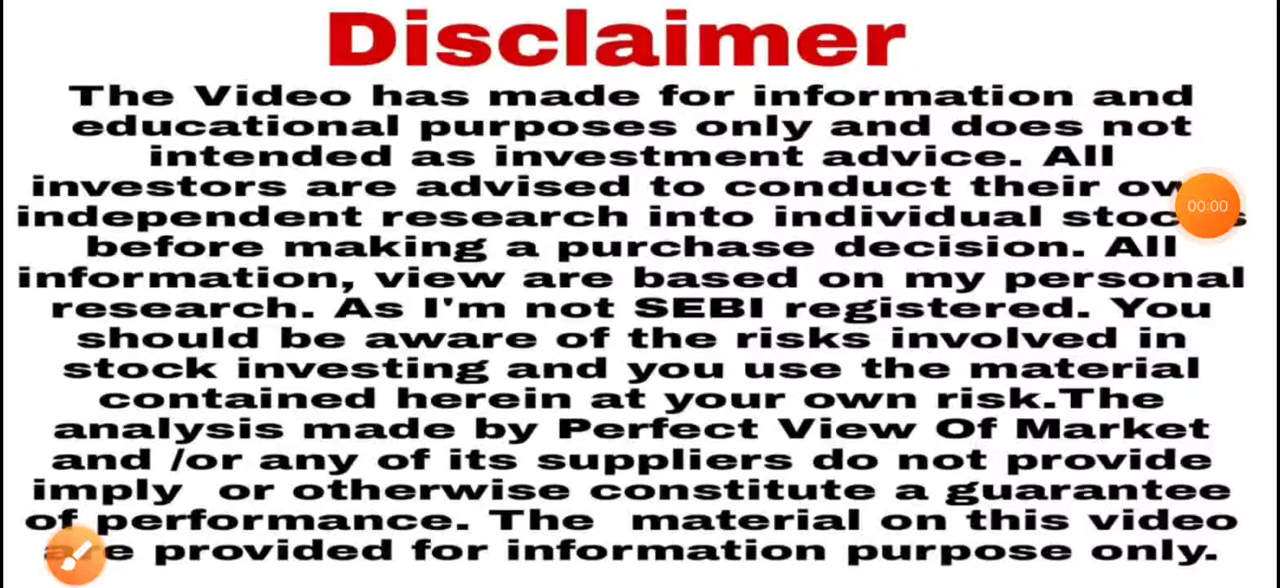 Disclaimer
The Video has made for information and
educational purposes only and does not
intended as investment advice. All
investors are advised to conduct their
independent research into individual
before making a purchase decision. All
information, view are based on my personal
research. As I'm not SEBI registered. You
should be aware of the risks involved in
stock investing and you use the material
contained herein at your own risk.The
analysis made by Perfect View Of Market
and /or any of its suppliers do not provide
imply or otherwise constitute a guarantee
of performance. The material on this video
are provided for information purpose only.
00:00